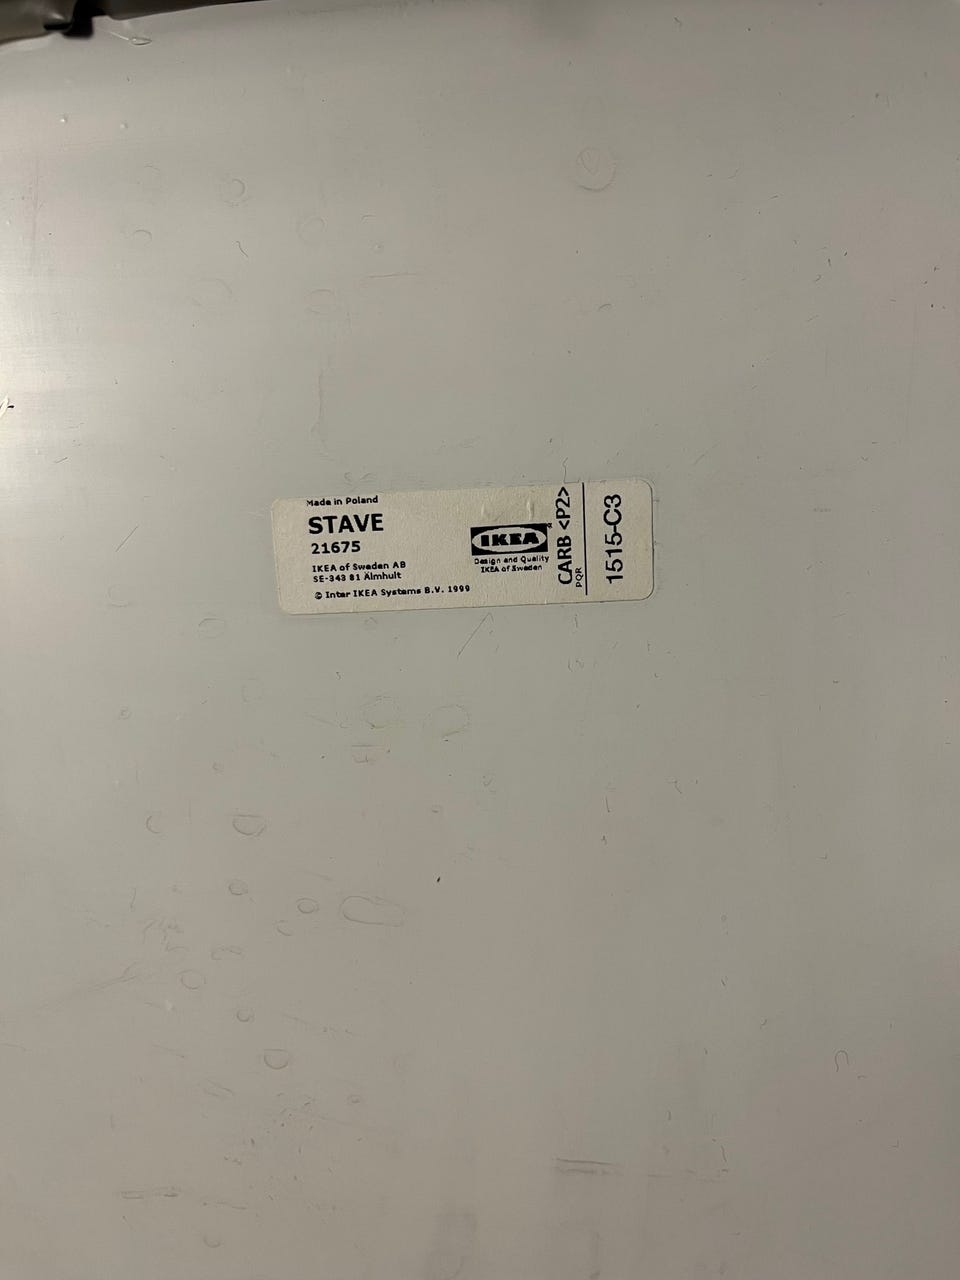 Made in Poland
STAVE
21675
IKEA of Sweden AB
SE-343 81 Älmhult
© Inter IKEA Systems B.V. 1999
IKEA®
Design and Quality
IKEA of Sweden
CARB <P2>
PQR
1515-C3